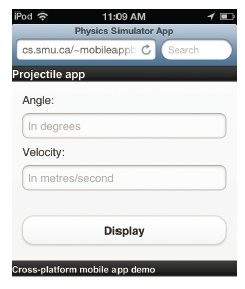 iPod 11:09 AM
Physics Simulator App
cs.smu.ca/~mobileappb Search
Projectile app
Angle:
In degrees
Velocity:
In metres/second
Display
Cross-platform mobile app demo